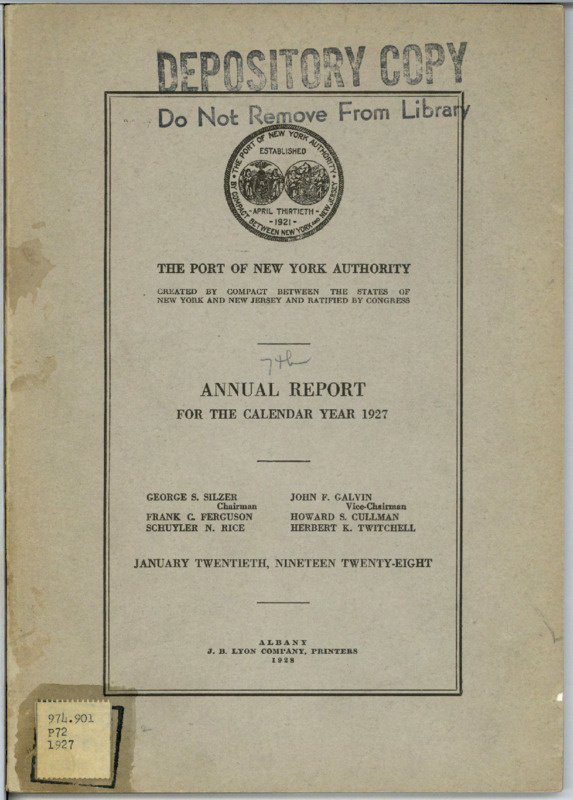 DEPOSITORY COPY
Do Not Remove From Library
THE PORT OF NEW YORK AUTHORITY
BY COMPACT BETWEEN NEW YORK AND NEW JERSEY
ESTABLISHED
APRIL THIRTIETH
-1921-
THE PORT OF NEW YORK AUTHORITY
CREATED BY COMPACT BETWEEN THE STATES OF
NEW YORK AND NEW JERSEY AND RATIFIED BY CONGRESS
7th
ANNUAL REPORT
FOR THE CALENDAR YEAR 1927
GEORGE S. SILZER
Chairman
FRANK C. FERGUSON
SCHUYLER N. RICE
JOHN F. GALVIN
Vice-Chairman
HOWARD S. CULLMAN
HERBERT K. TWITCHELL
JANUARY TWENTIETH, NINETEEN TWENTY-EIGHT
ALBANY
J. B. LYON COMPANY, PRINTERS
1928
974.901
P72
1927